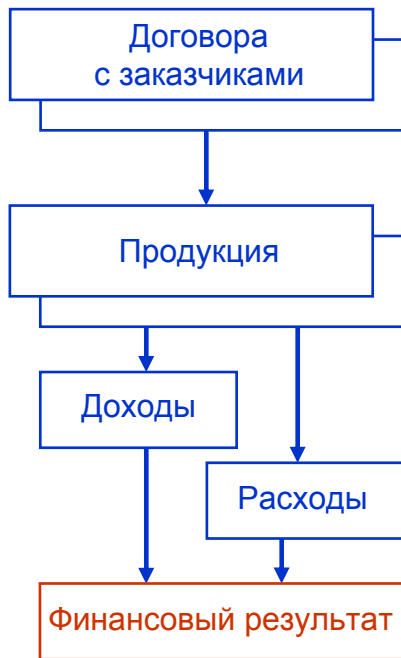 Договора
с заказчиками
Продукция
Доходы
Расходы
Финансовый результат